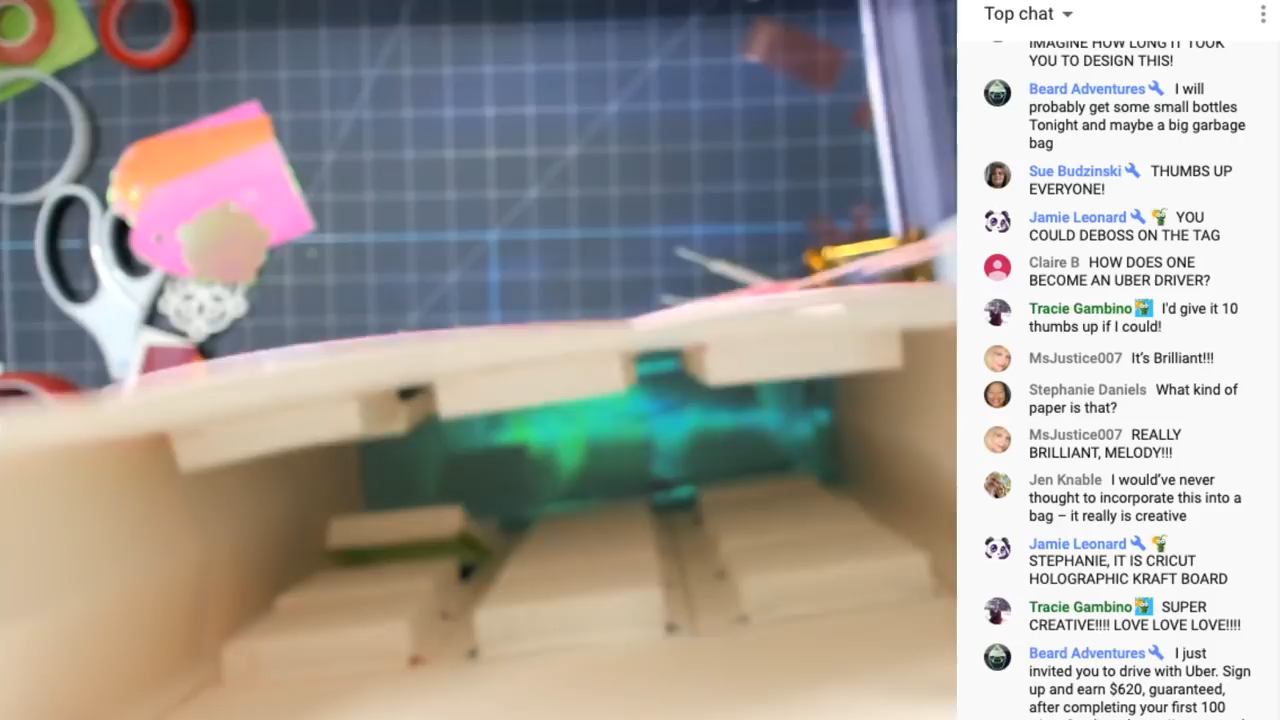 Top chat
IMAGINE HOW LONG IT TOOK
YOU TO DESIGN THIS!
Beard Adventures I will
probably get some small bottles
Tonight and maybe a big garbage
bag
Sue Budzinski THUMBS UP
EVERYONE!
Jamie Leonard YOU
COULD DEBOSS ON THE TAG
Claire B HOW DOES ONE
BECOME AN UBER DRIVER?
Tracie Gambino I'd give it 10
thumbs up if I could!
MsJustice007 It's Brilliant!!!
Stephanie Daniels What kind of
paper is that?
MsJustice007 REALLY
BRILLIANT, MELODY!!!
Jen Knable I would've never
thought to incorporate this into a
bag – it really is creative
Jamie Leonard
STEPHANIE, IT IS CRICUT
HOLOGRAPHIC KRAFT BOARD
Tracie Gambino SUPER
CREATIVE!!!! LOVE LOVE LOVE!!!!
Beard Adventures I just
invited you to drive with Uber. Sign
up and earn $620, guaranteed,
after completing your first 100